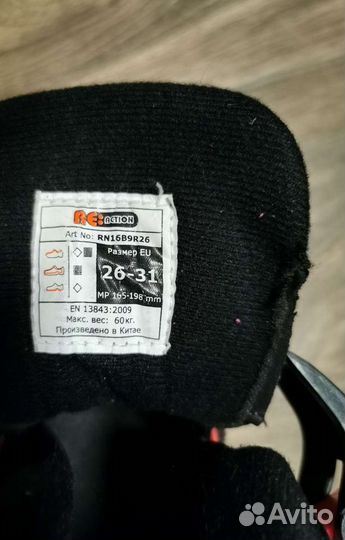 RE:ACTION
Art No: RN16B9R26
Размер EU
26-31
MP 165-198 mm
EN 13843:2009
Макс. вес: 60кг.
Произведено в Китае
Avito